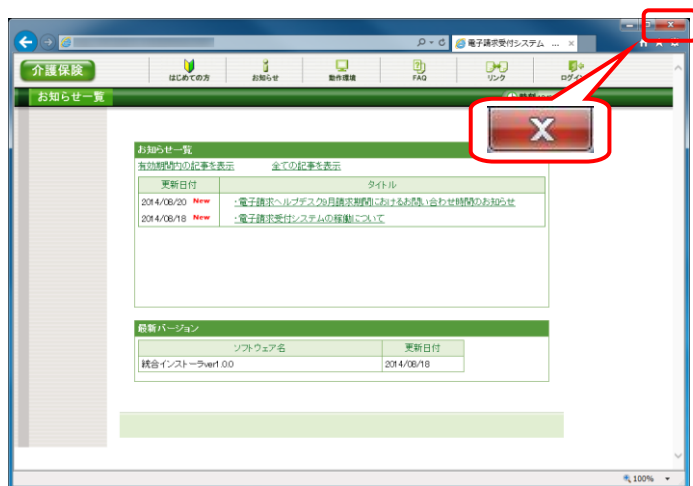 電子請求受付システム ...
介護保険
はじめての方
お知らせ
動作環境
FAQ
リンク
お知らせ一覧
お知らせ一覧
有効期間内の記事を表示
全ての記事を表示
更新日付
タイトル
2014/08/20 New
・電子請求ヘルプデスク9月請求期間におけるお問い合わせ時間のお知らせ
2014/08/18 New
・電子請求受付システムの稼働について
最新バージョン
ソフトウェア名
更新日付
統合インストーラver1.0.0
2014/08/18
100%